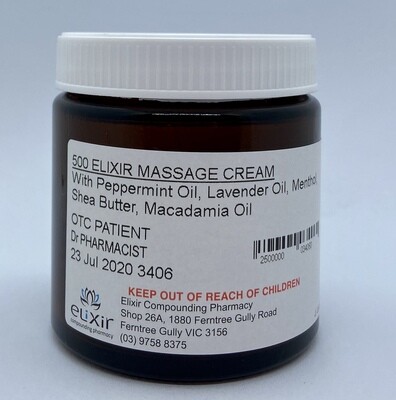 500 ELIXIR MASSAGE CREAM
With Peppermint Oil, Lavender Oil, Menthol,
Shea Butter, Macadamia Oil
OTC PATIENT
Dr PHARMACIST
23 Jul 2020 3406
2500000
KEEP OUT OF REACH OF CHILDREN
elixir
compounding pharmacy
Elixir Compounding Pharmacy
Shop 26A, 1880 Ferntree Gully Road
Ferntree Gully VIC 3156
(03) 9758 8375